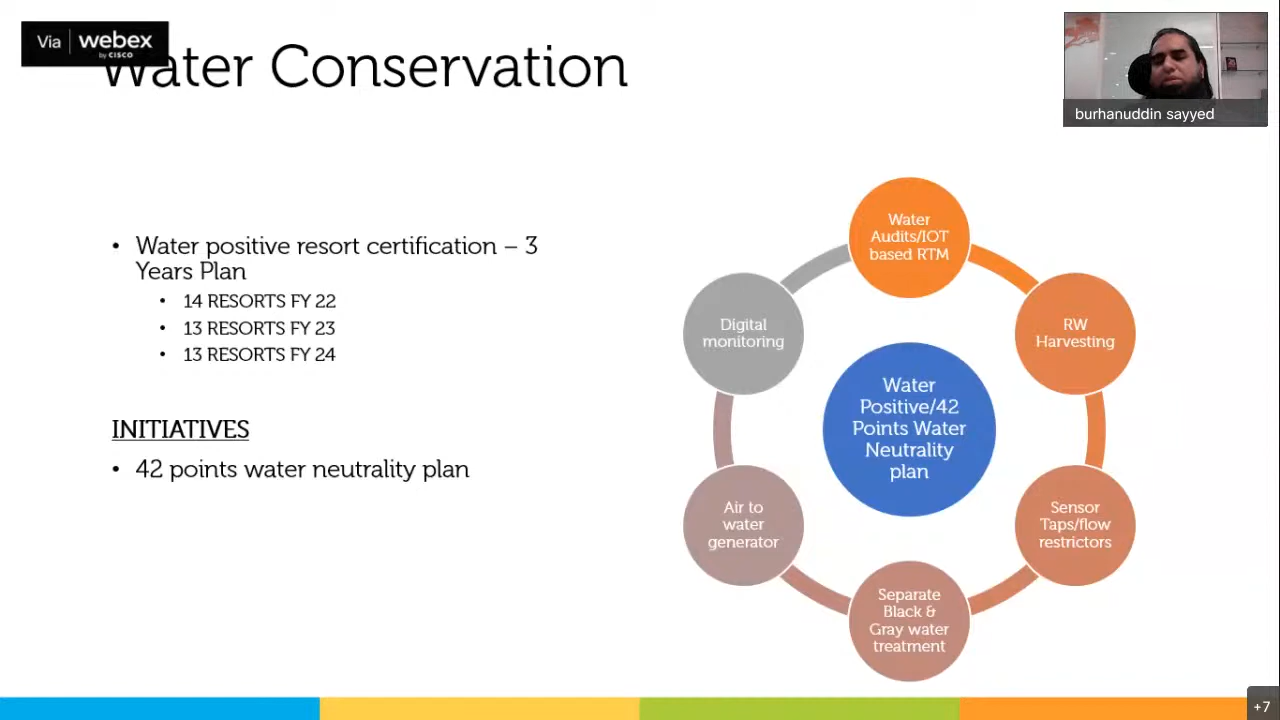 Via webex
by CISCO
Water Conservation
burhanuddin sayyed
• Water positive resort certification – 3
Years Plan
• 14 RESORTS FY 22
• 13 RESORTS FY 23
• 13 RESORTS FY 24
INITIATIVES
• 42 points water neutrality plan
Water
Audits/IOT
based RTM
RW
Harvesting
Sensor
Taps/flow
restrictors
Separate
Black &
Gray water
treatment
Air to
water
generator
Digital
monitoring
Water
Positive/42
Points Water
Neutrality
plan
+7